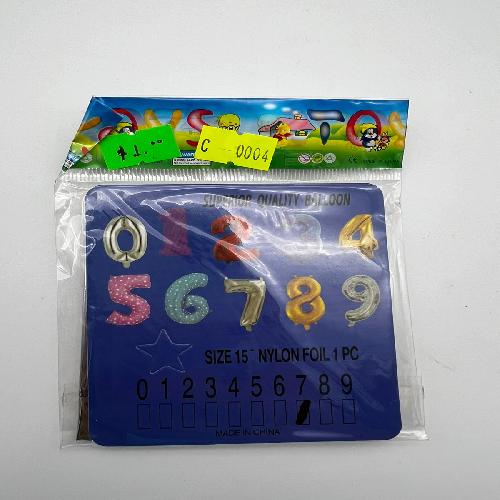 $1.00
C 0004
SUPERIOR QUALITY BALLOON
0 1 2 3 4
5 6 7 8 9
SIZE 15" NYLON FOIL 1 PC
0 1 2 3 4 5 6 7 8 9
MADE IN CHINA